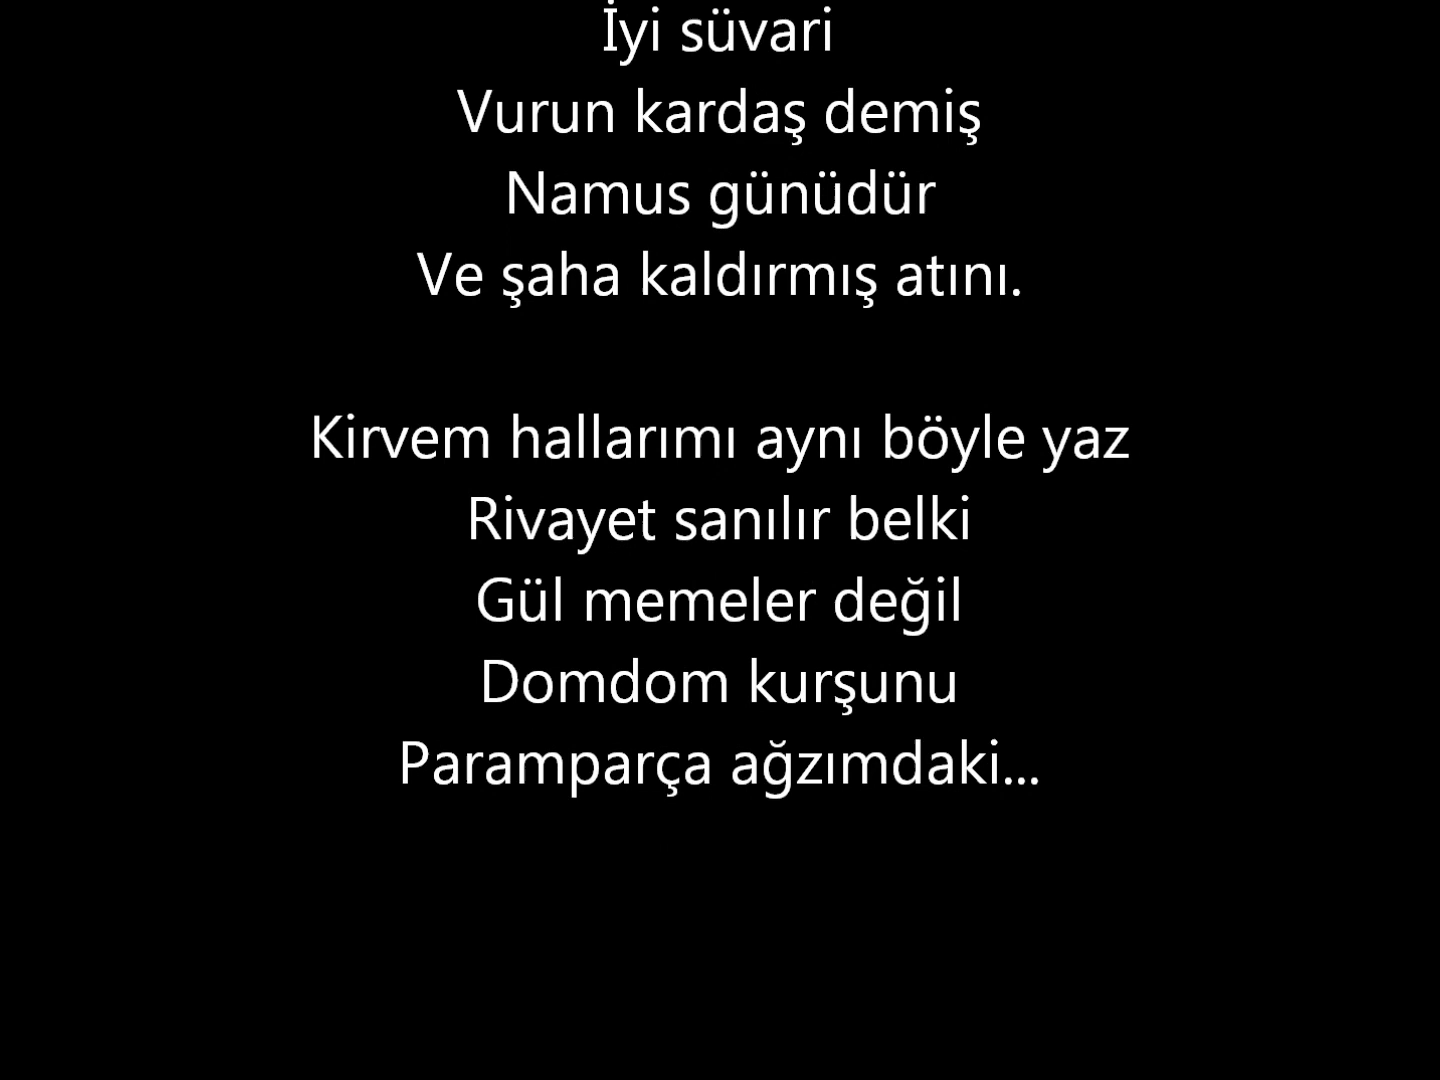 İyi süvari
Vurun kardaş demiş
Namus günüdür
Ve şaha kaldırmış atını.
Kirvem hallarımı aynı böyle yaz
Rivayet sanılır belki
Gül memeler değil
Domdom kurşunu
Paramparça ağzımdaki...